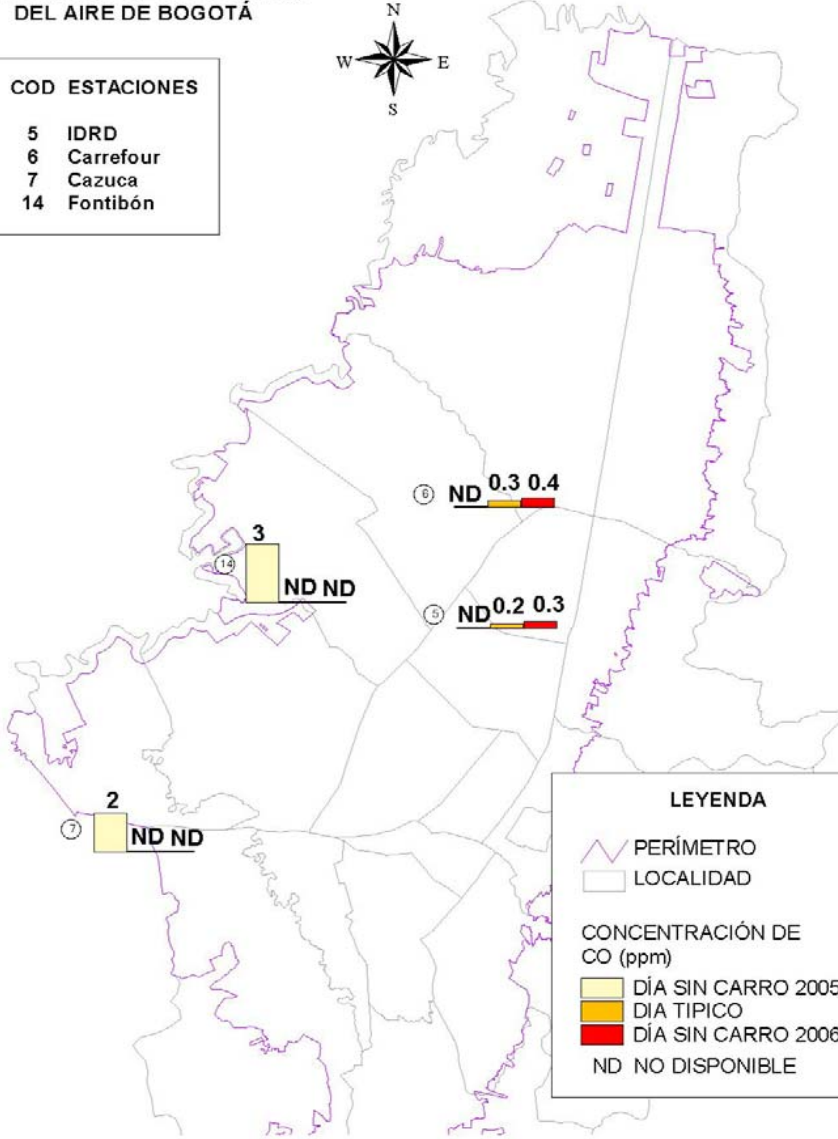 DEL AIRE DE BOGOTÁ
COD ESTACIONES
5 IDRD
6 Carrefour
7 Cazuca
14 Fontibón
N
W E
S
6 ND 0.3 0.4
3
14 ND ND
5 ND 0.2 0.3
2
7 ND ND
LEYENDA
PERÍMETRO
LOCALIDAD
CONCENTRACIÓN DE
CO (ppm)
DÍA SIN CARRO 2005
DIA TIPICO
DÍA SIN CARRO 2006
ND NO DISPONIBLE